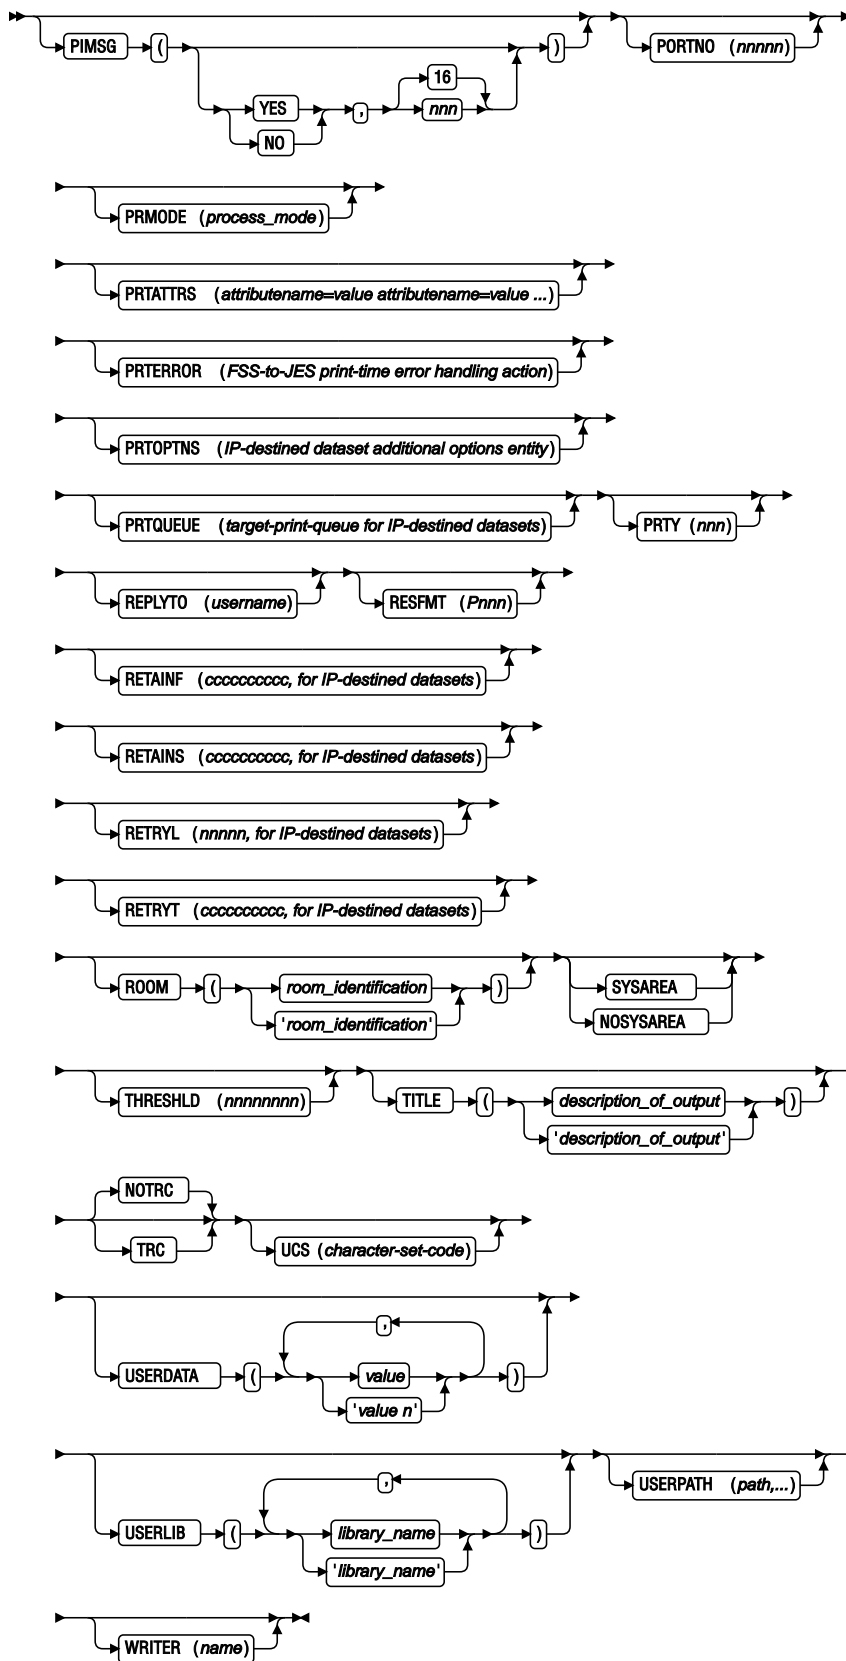 PIMSG ( ) PORTNO (nnnnn)
16
YES , nnn
NO
PRMODE (process_mode)
PRTATTRS (attributename=value attributename=value ...)
PRTERROR (FSS-to-JES print-time error handling action)
PRTOPTNS (IP-destined dataset additional options entity)
PRTQUEUE (target-print-queue for IP-destined datasets) PRTY (nnn)
REPLYTO (username) RESFMT (Pnnn)
RETAINF (cccccccccc, for IP-destined datasets)
RETAINS (cccccccccc, for IP-destined datasets)
RETRYL (nnnnn, for IP-destined datasets)
RETRYT (cccccccccc, for IP-destined datasets)
ROOM ( room_identification ) SYSAREA
'room_identification' NOSYSAREA
THRESHLD (nnnnnnnn) TITLE ( description_of_output )
'description_of_output'
NOTRC
TRC UCS (character-set-code)
,
USERDATA ( value )
'value n'
,
USERPATH (path,...)
USERLIB ( library_name )
'library_name'
WRITER (name)